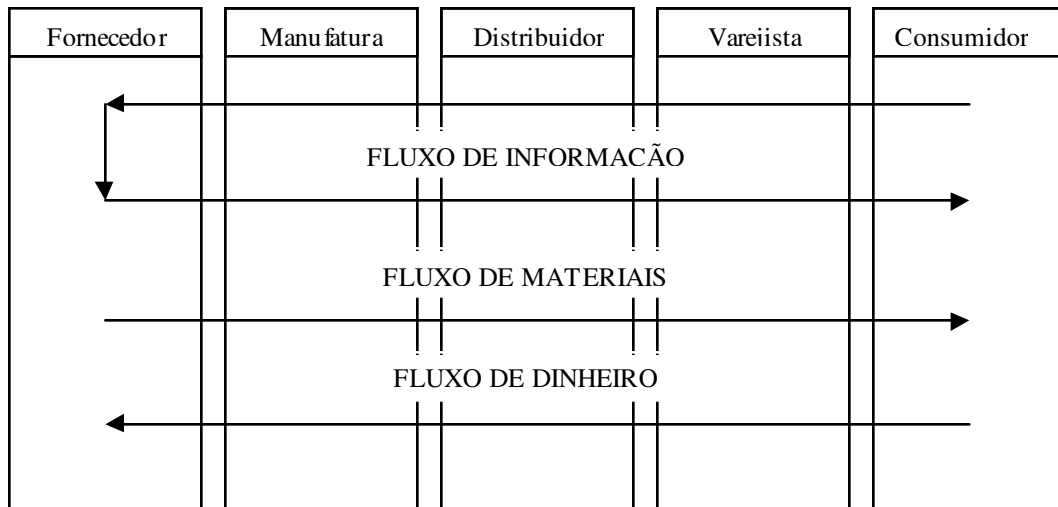 Fornecedor Manufatura Distribuidor Vareiista Consumidor
FLUXO DE INFORMACÃO
FLUXO DE MATERIAIS
FLUXO DE DINHEIRO